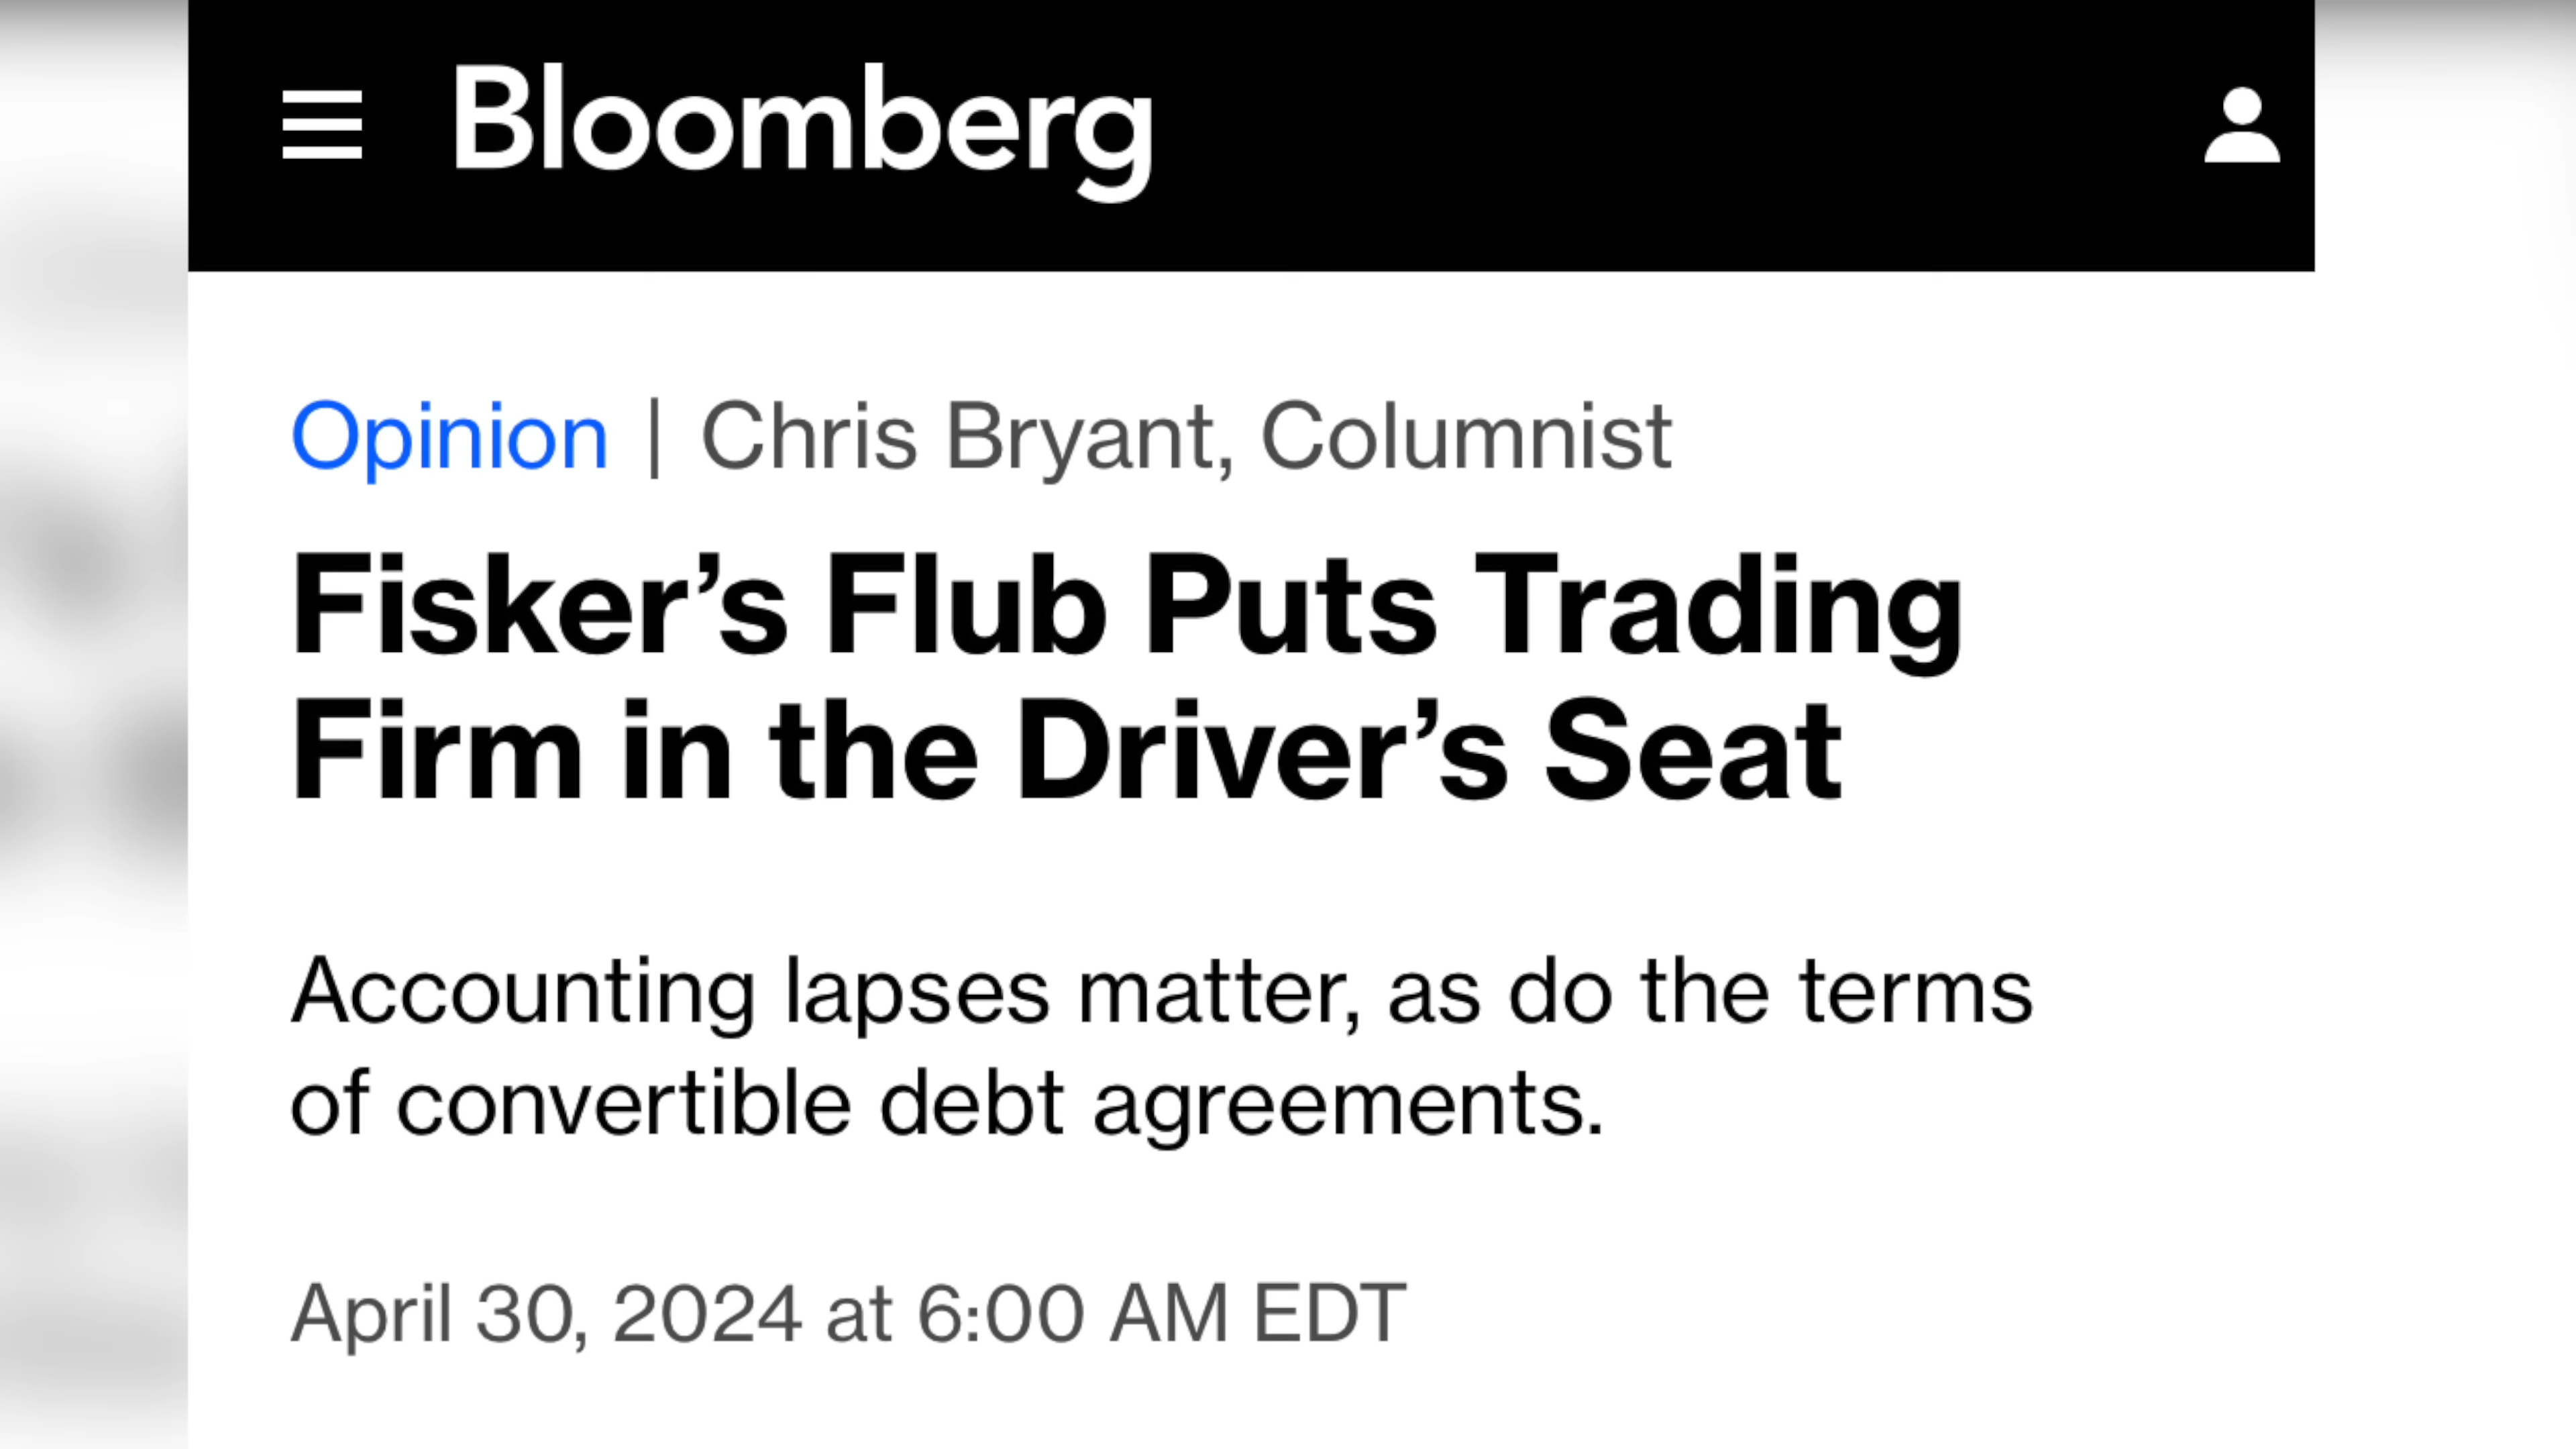 Bloomberg
Opinion | Chris Bryant, Columnist
Fisker’s Flub Puts Trading
Firm in the Driver’s Seat
Accounting lapses matter, as do the terms
of convertible debt agreements.
April 30, 2024 at 6:00 AM EDT